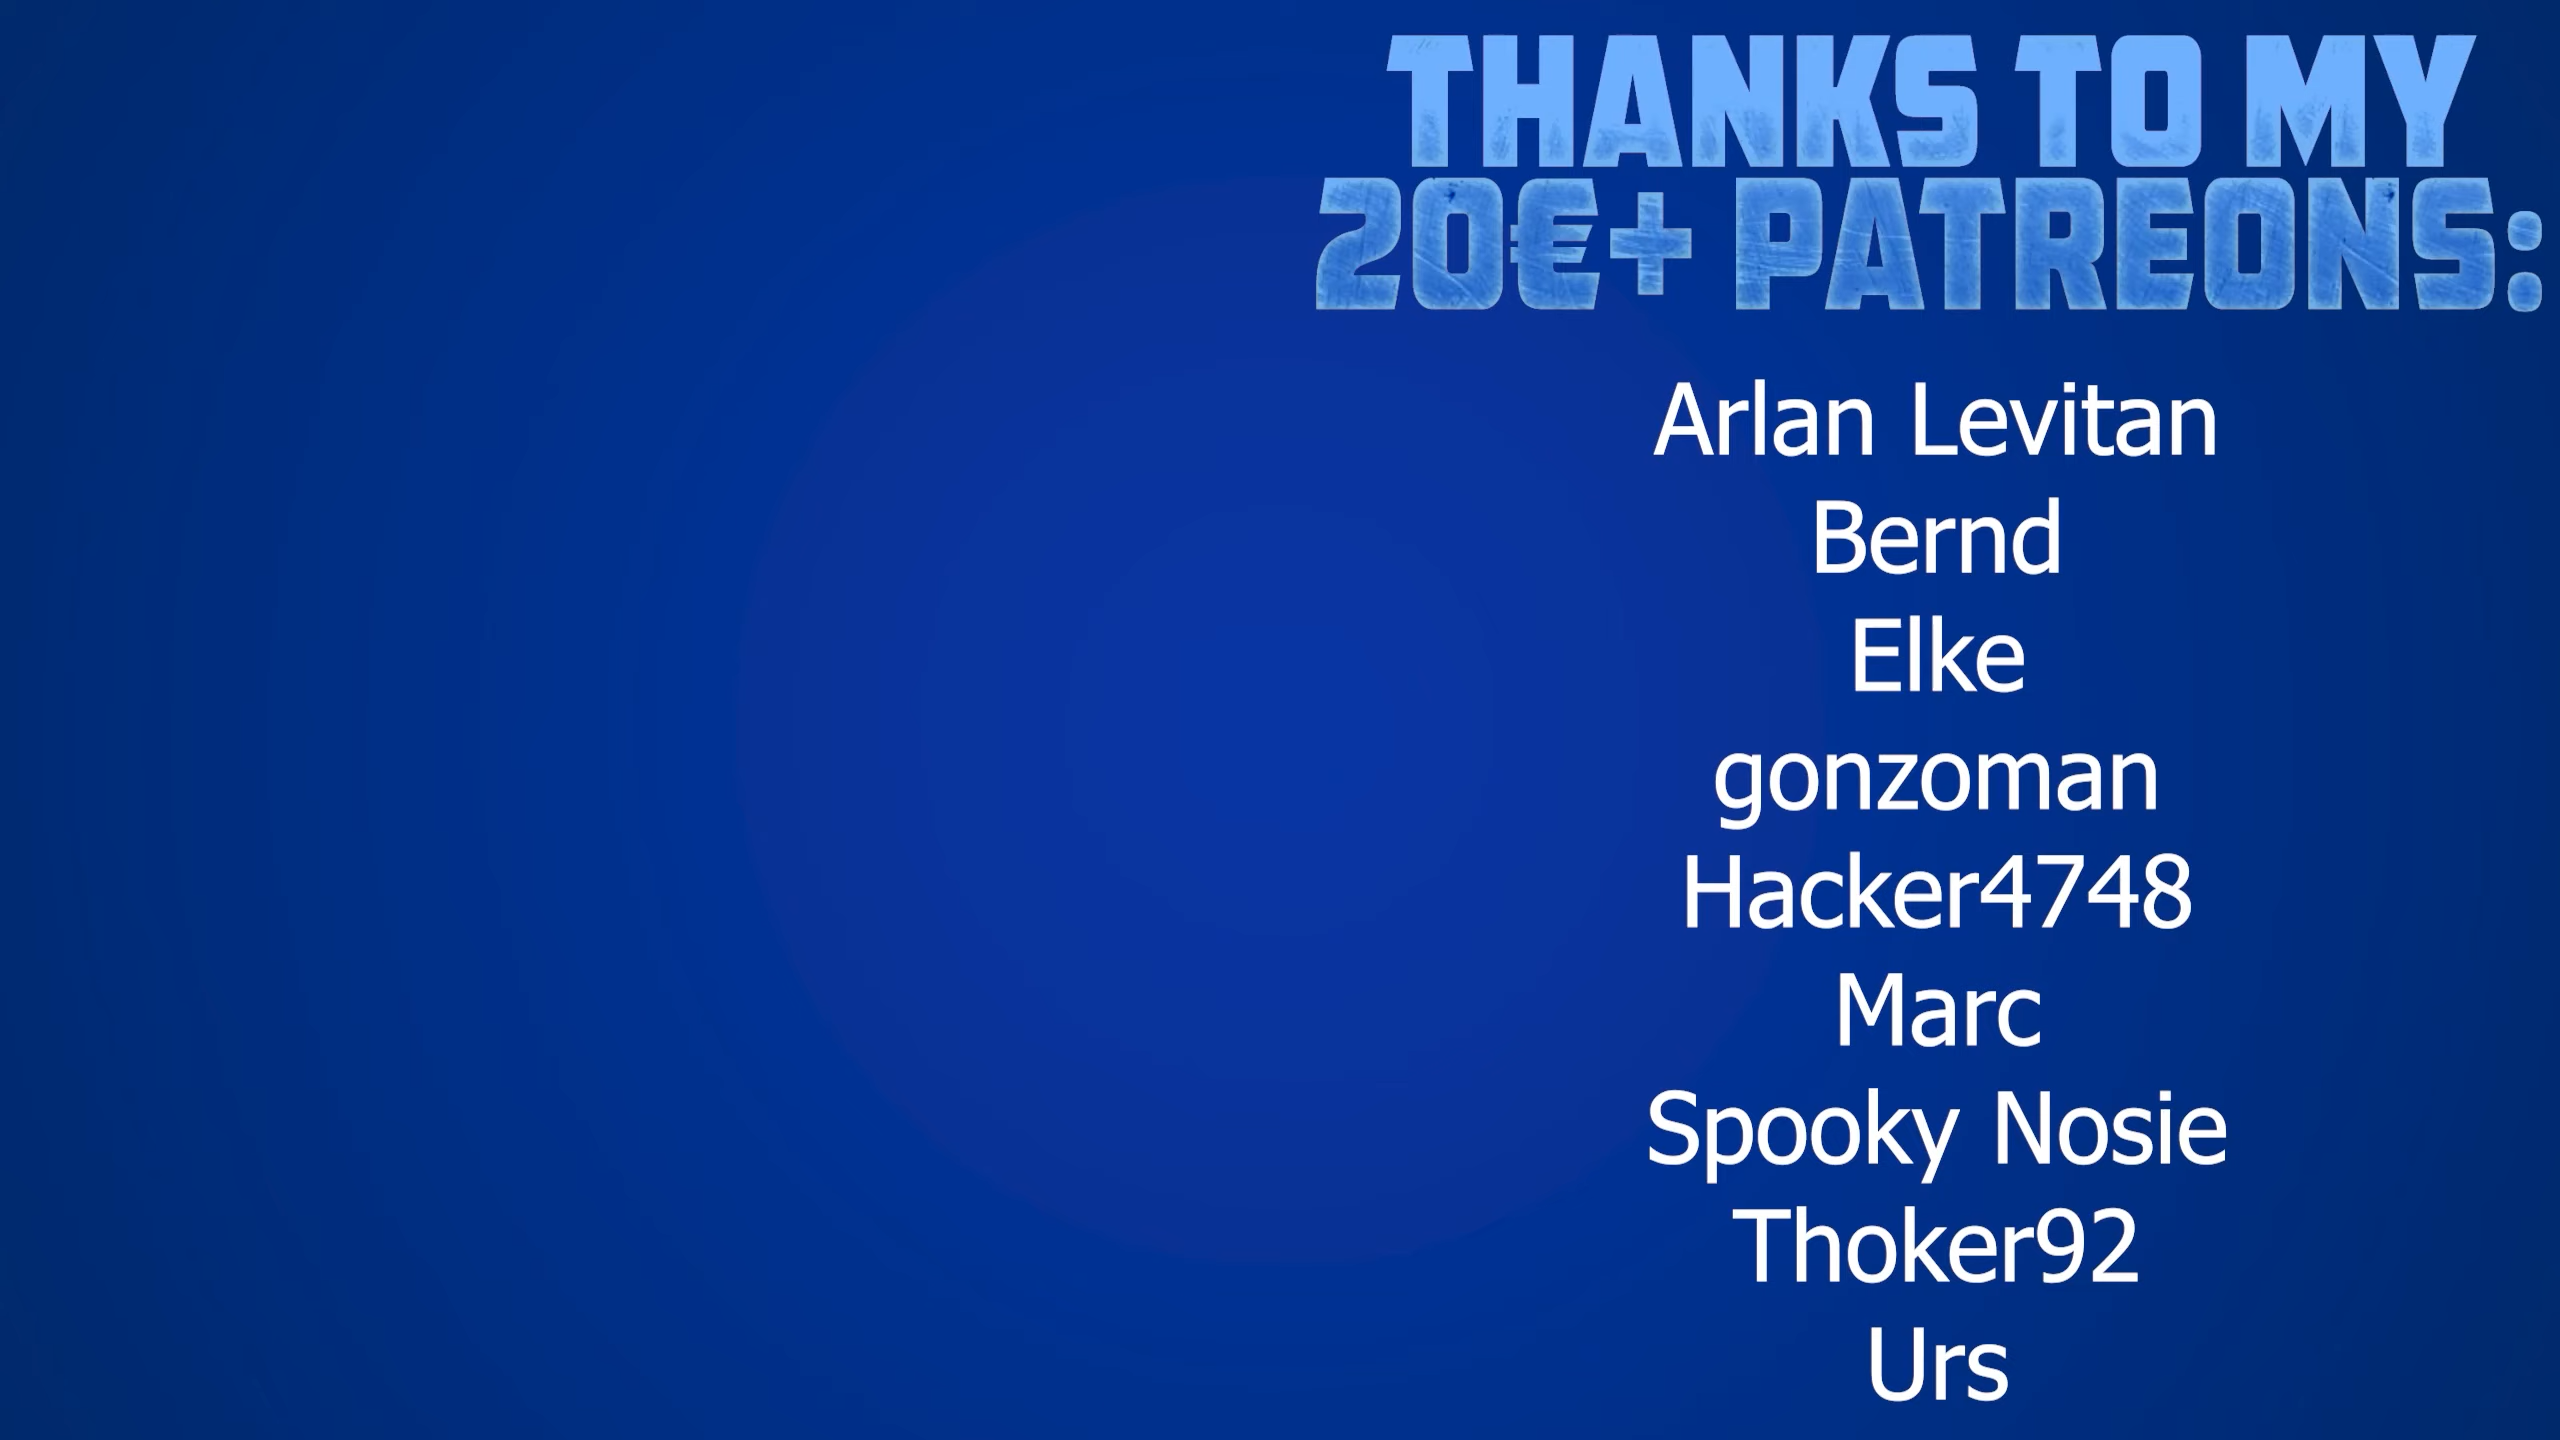 THANKS TO MY
20€+ PATREONS:
Arlan Levitan
Bernd
Elke
gonzoman
Hacker4748
Marc
Spooky Nosie
Thoker92
Urs